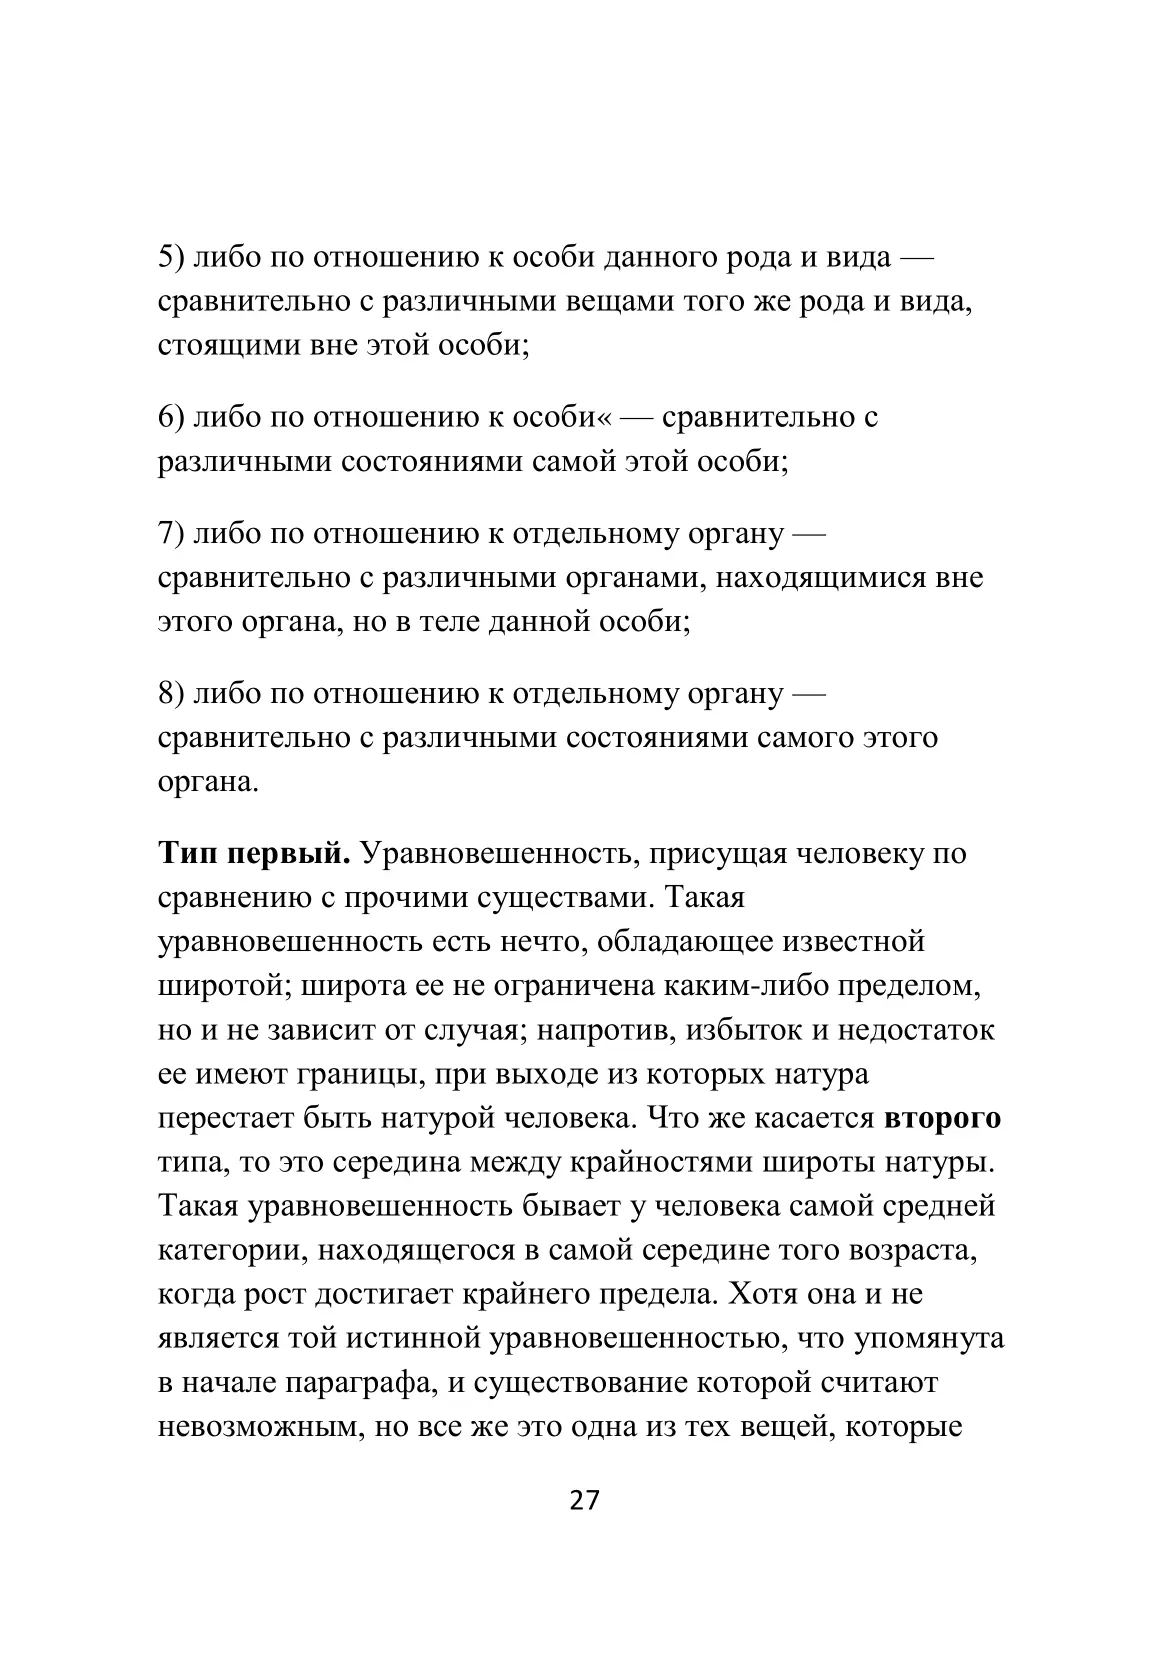 5) либо по отношению к особи данного рода и вида —
сравнительно с различными вещами того же рода и вида,
стоящими вне этой особи;
6) либо по отношению к особи« — сравнительно с
различными состояниями самой этой особи;
7) либо по отношению к отдельному органу —
сравнительно с различными органами, находящимися вне
этого органа, но в теле данной особи;
8) либо по отношению к отдельному органу —
сравнительно с различными состояниями самого этого
органа.
Тип первый. Уравновешенность, присущая человеку по
сравнению с прочими существами. Такая
уравновешенность есть нечто, обладающее известной
широтой; широта ее не ограничена каким-либо пределом,
но и не зависит от случая; напротив, избыток и недостаток
ее имеют границы, при выходе из которых натура
перестает быть натурой человека. Что же касается второго
типа, то это середина между крайностями широты натуры.
Такая уравновешенность бывает у человека самой средней
категории, находящегося в самой середине того возраста,
когда рост достигает крайнего предела. Хотя она и не
является той истинной уравновешенностью, что упомянута
в начале параграфа, и существование которой считают
невозможным, но все же это одна из тех вещей, которые
27